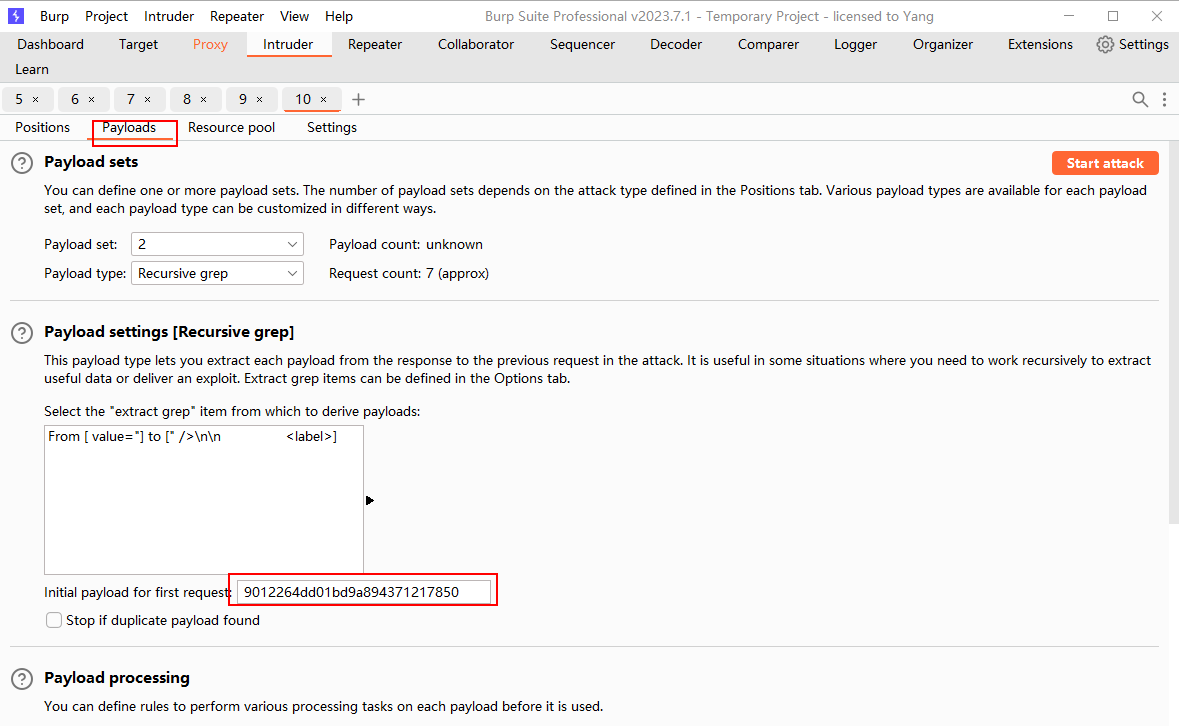 Burp Project Intruder Repeater View Help Burp Suite Professional v2023.7.1 - Temporary Project - licensed to Yang
Dashboard Target Proxy Intruder Repeater Collaborator Sequencer Decoder Comparer Logger Organizer Extensions Settings
Learn
5 × 6 × 7 × 8 × 9 × 10 × +
Positions Payloads Resource pool Settings
? Payload sets Start attack
You can define one or more payload sets. The number of payload sets depends on the attack type defined in the Positions tab. Various payload types are available for each payload
set, and each payload type can be customized in different ways.
Payload set: 2 Payload count: unknown
Payload type: Recursive grep Request count: 7 (approx)
? Payload settings [Recursive grep]
This payload type lets you extract each payload from the response to the previous request in the attack. It is useful in some situations where you need to work recursively to extract
useful data or deliver an exploit. Extract grep items can be defined in the Options tab.
Select the "extract grep" item from which to derive payloads:
From [ value="] to [" />\n\n <label>]
Initial payload for first request: 9012264dd01bd9a894371217850
Stop if duplicate payload found
? Payload processing
You can define rules to perform various processing tasks on each payload before it is used.